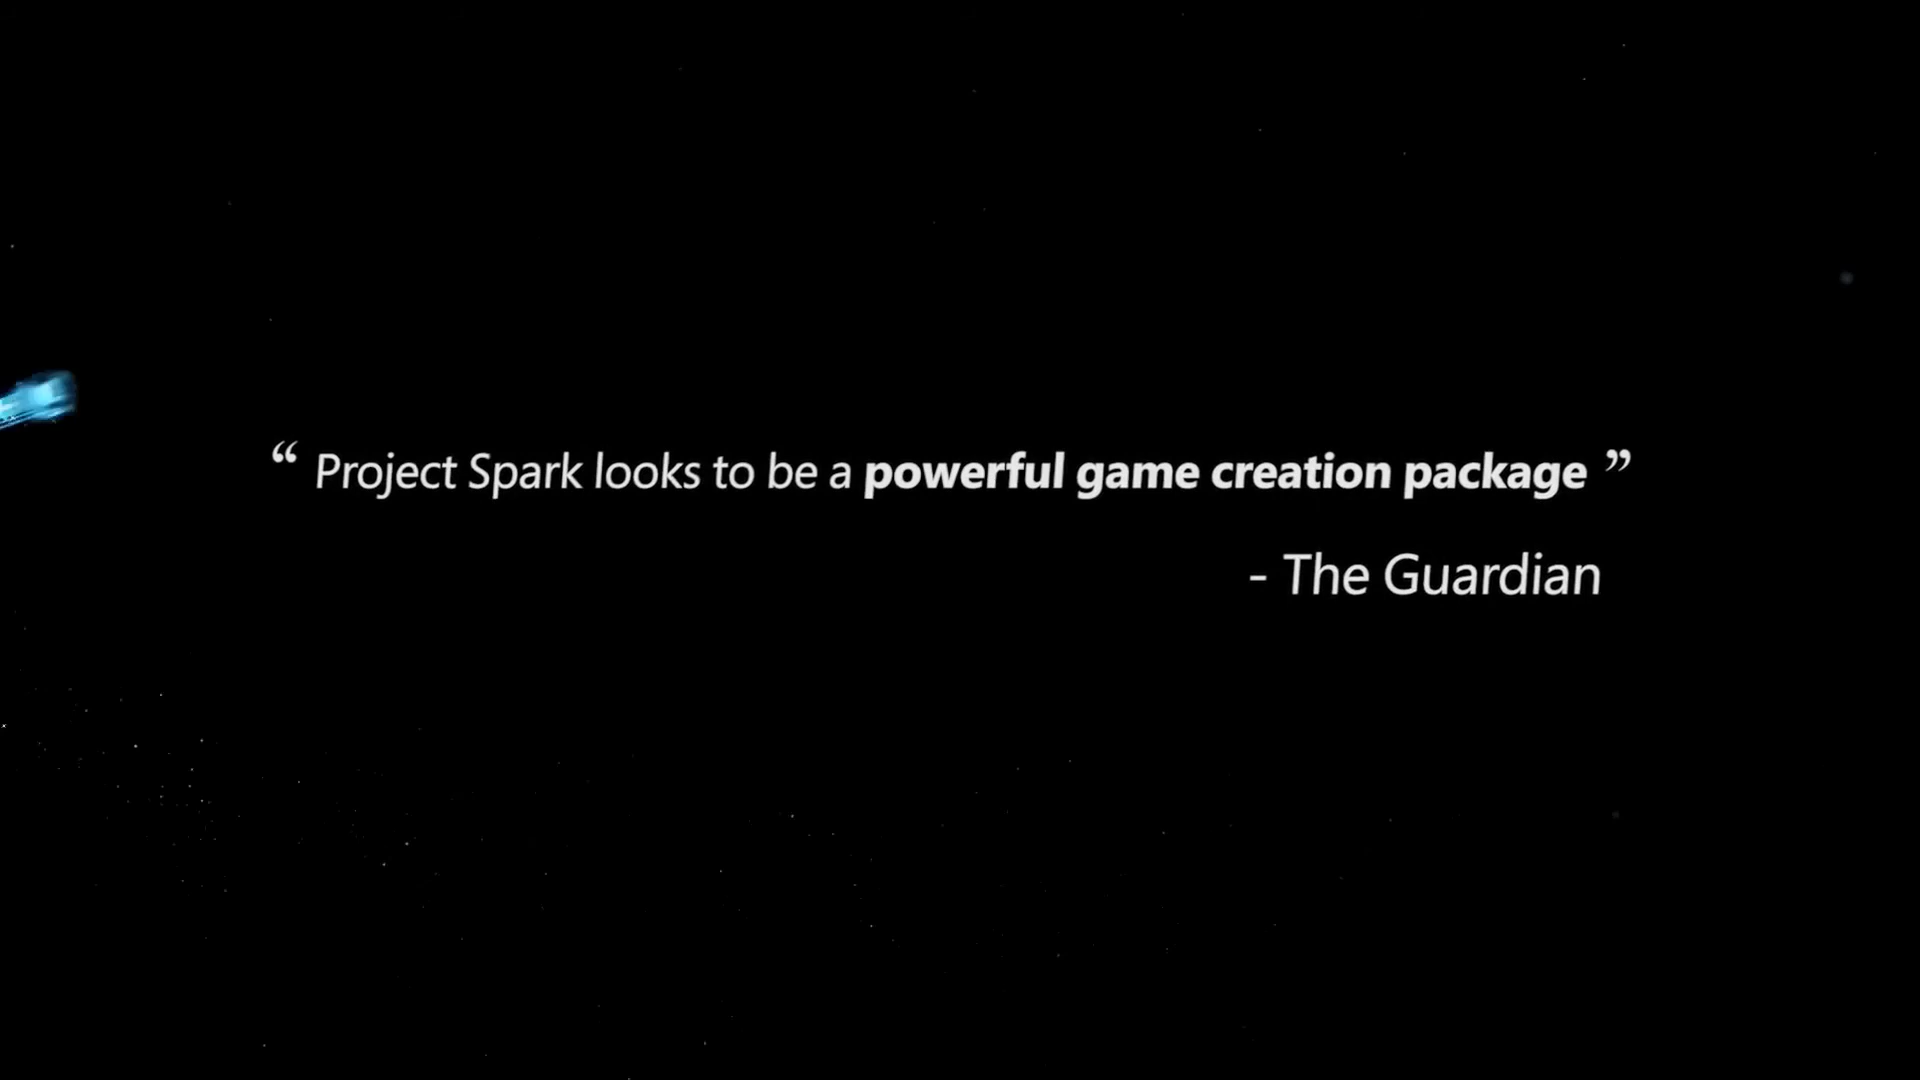 “ Project Spark looks to be a powerful game creation package ”
- The Guardian